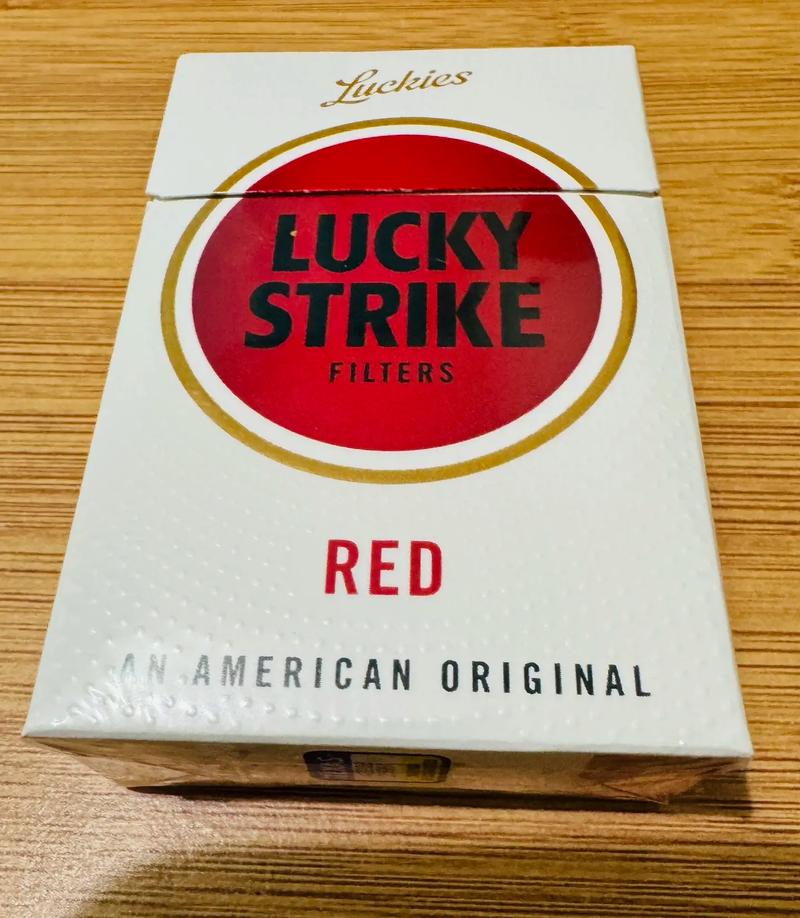 Luckies
LUCKY
STRIKE
FILTERS
RED
AN AMERICAN ORIGINAL